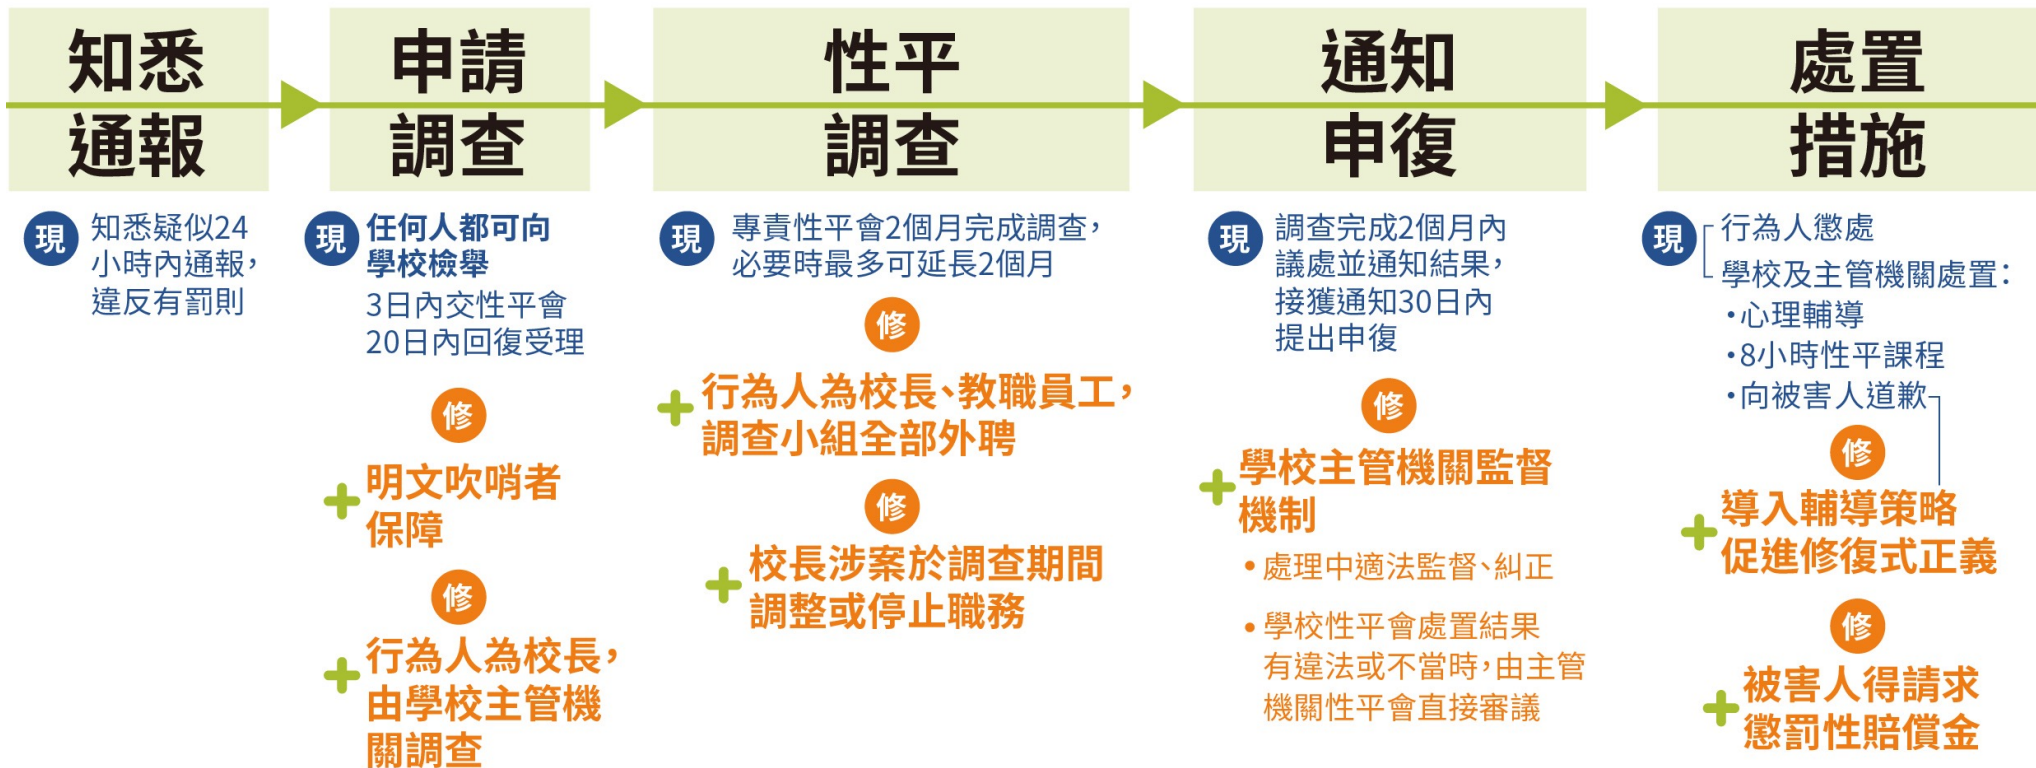 知悉
通報
現
知悉疑似24
小時內通報，
違反有罰則
申請
調查
現
任何人都可向
學校檢舉
3日內交性平會
20日內回復受理
修
+ 明文吹哨者
保障
修
+ 行為人為校長，
由學校主管機
關調查
性平
調查
現
專責性平會2個月完成調查，
必要時最多可延長2個月
修
+ 行為人為校長、教職員工，
調查小組全部外聘
修
+ 校長涉案於調查期間
調整或停止職務
通知
申復
現
調查完成2個月內
議處並通知結果，
接獲通知30日內
提出申復
修
+ 學校主管機關監督
機制
•處理中適法監督、糾正
•學校性平會處置結果
有違法或不當時，由主管
機關性平會直接審議
處置
措施
現
行為人懲處
學校及主管機關處置：
•心理輔導
•8小時性平課程
•向被害人道歉
修
+ 導入輔導策略
促進修復式正義
修
+ 被害人得請求
懲罰性賠償金